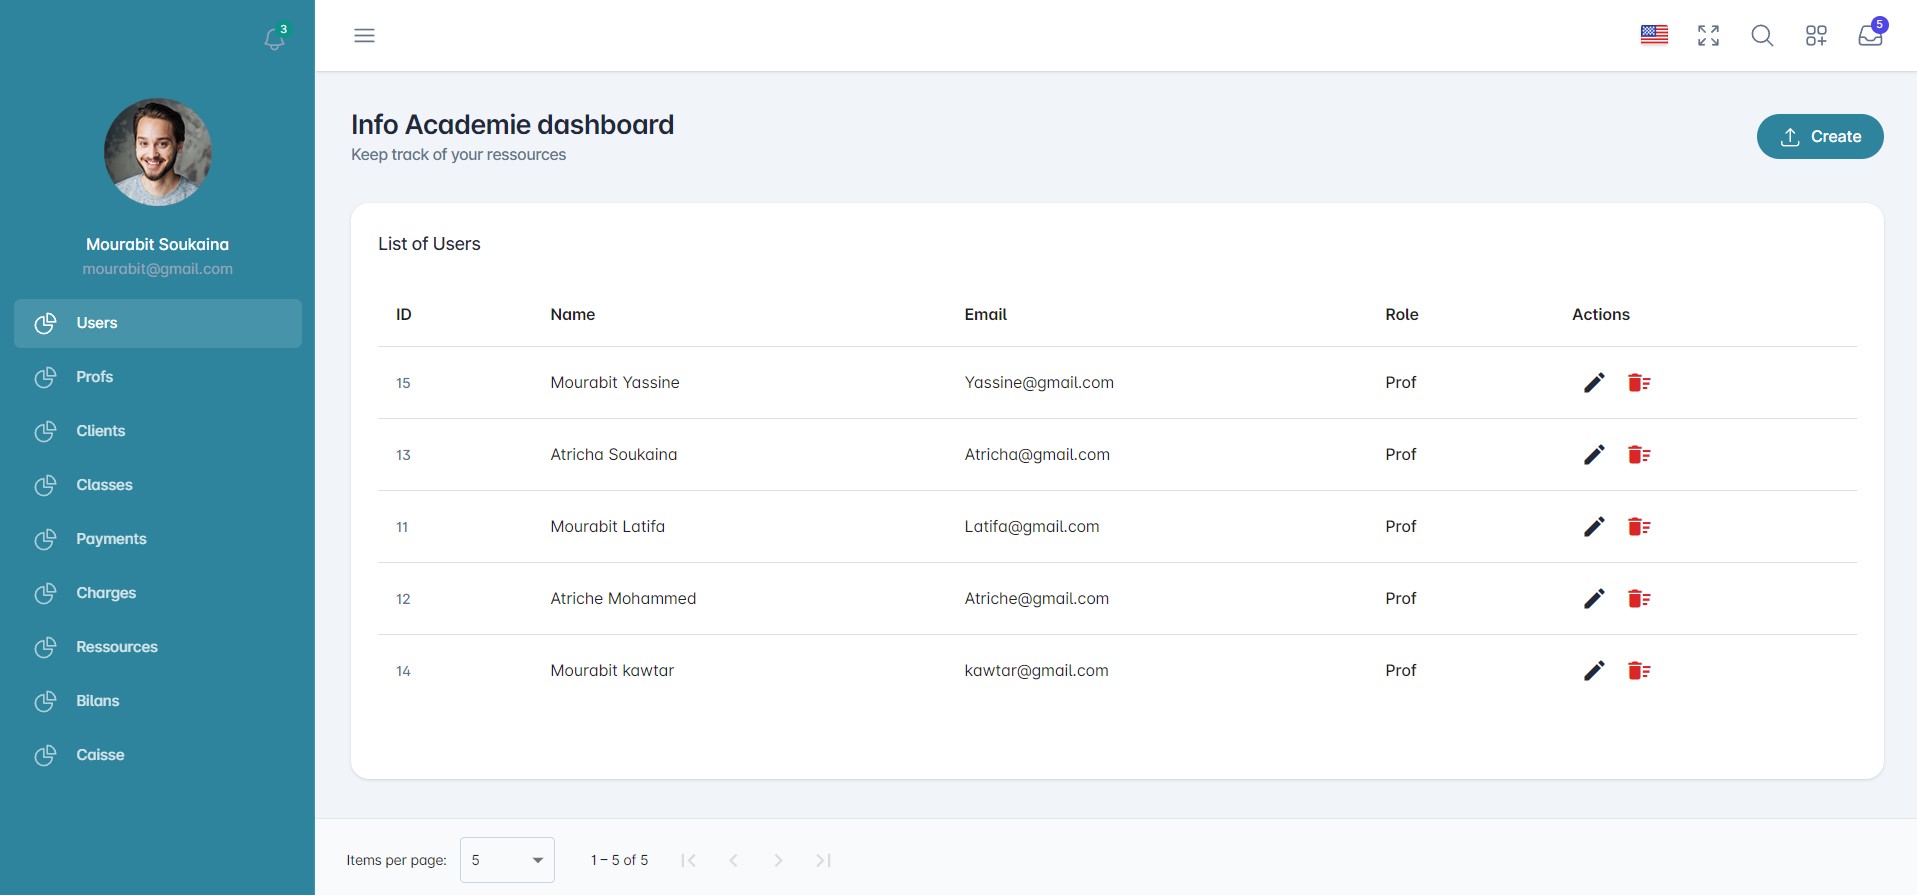 3
Mourabit Soukaina
mourabit@gmail.com
Users
Profs
Clients
Classes
Payments
Charges
Ressources
Bilans
Caisse
5
Info Academie dashboard
Keep track of your ressources
Create
List of Users
ID Name Email Role Actions
15 Mourabit Yassine Yassine@gmail.com Prof
13 Atricha Soukaina Atricha@gmail.com Prof
11 Mourabit Latifa Latifa@gmail.com Prof
12 Atriche Mohammed Atriche@gmail.com Prof
14 Mourabit kawtar kawtar@gmail.com Prof
Items per page: 5 1 – 5 of 5